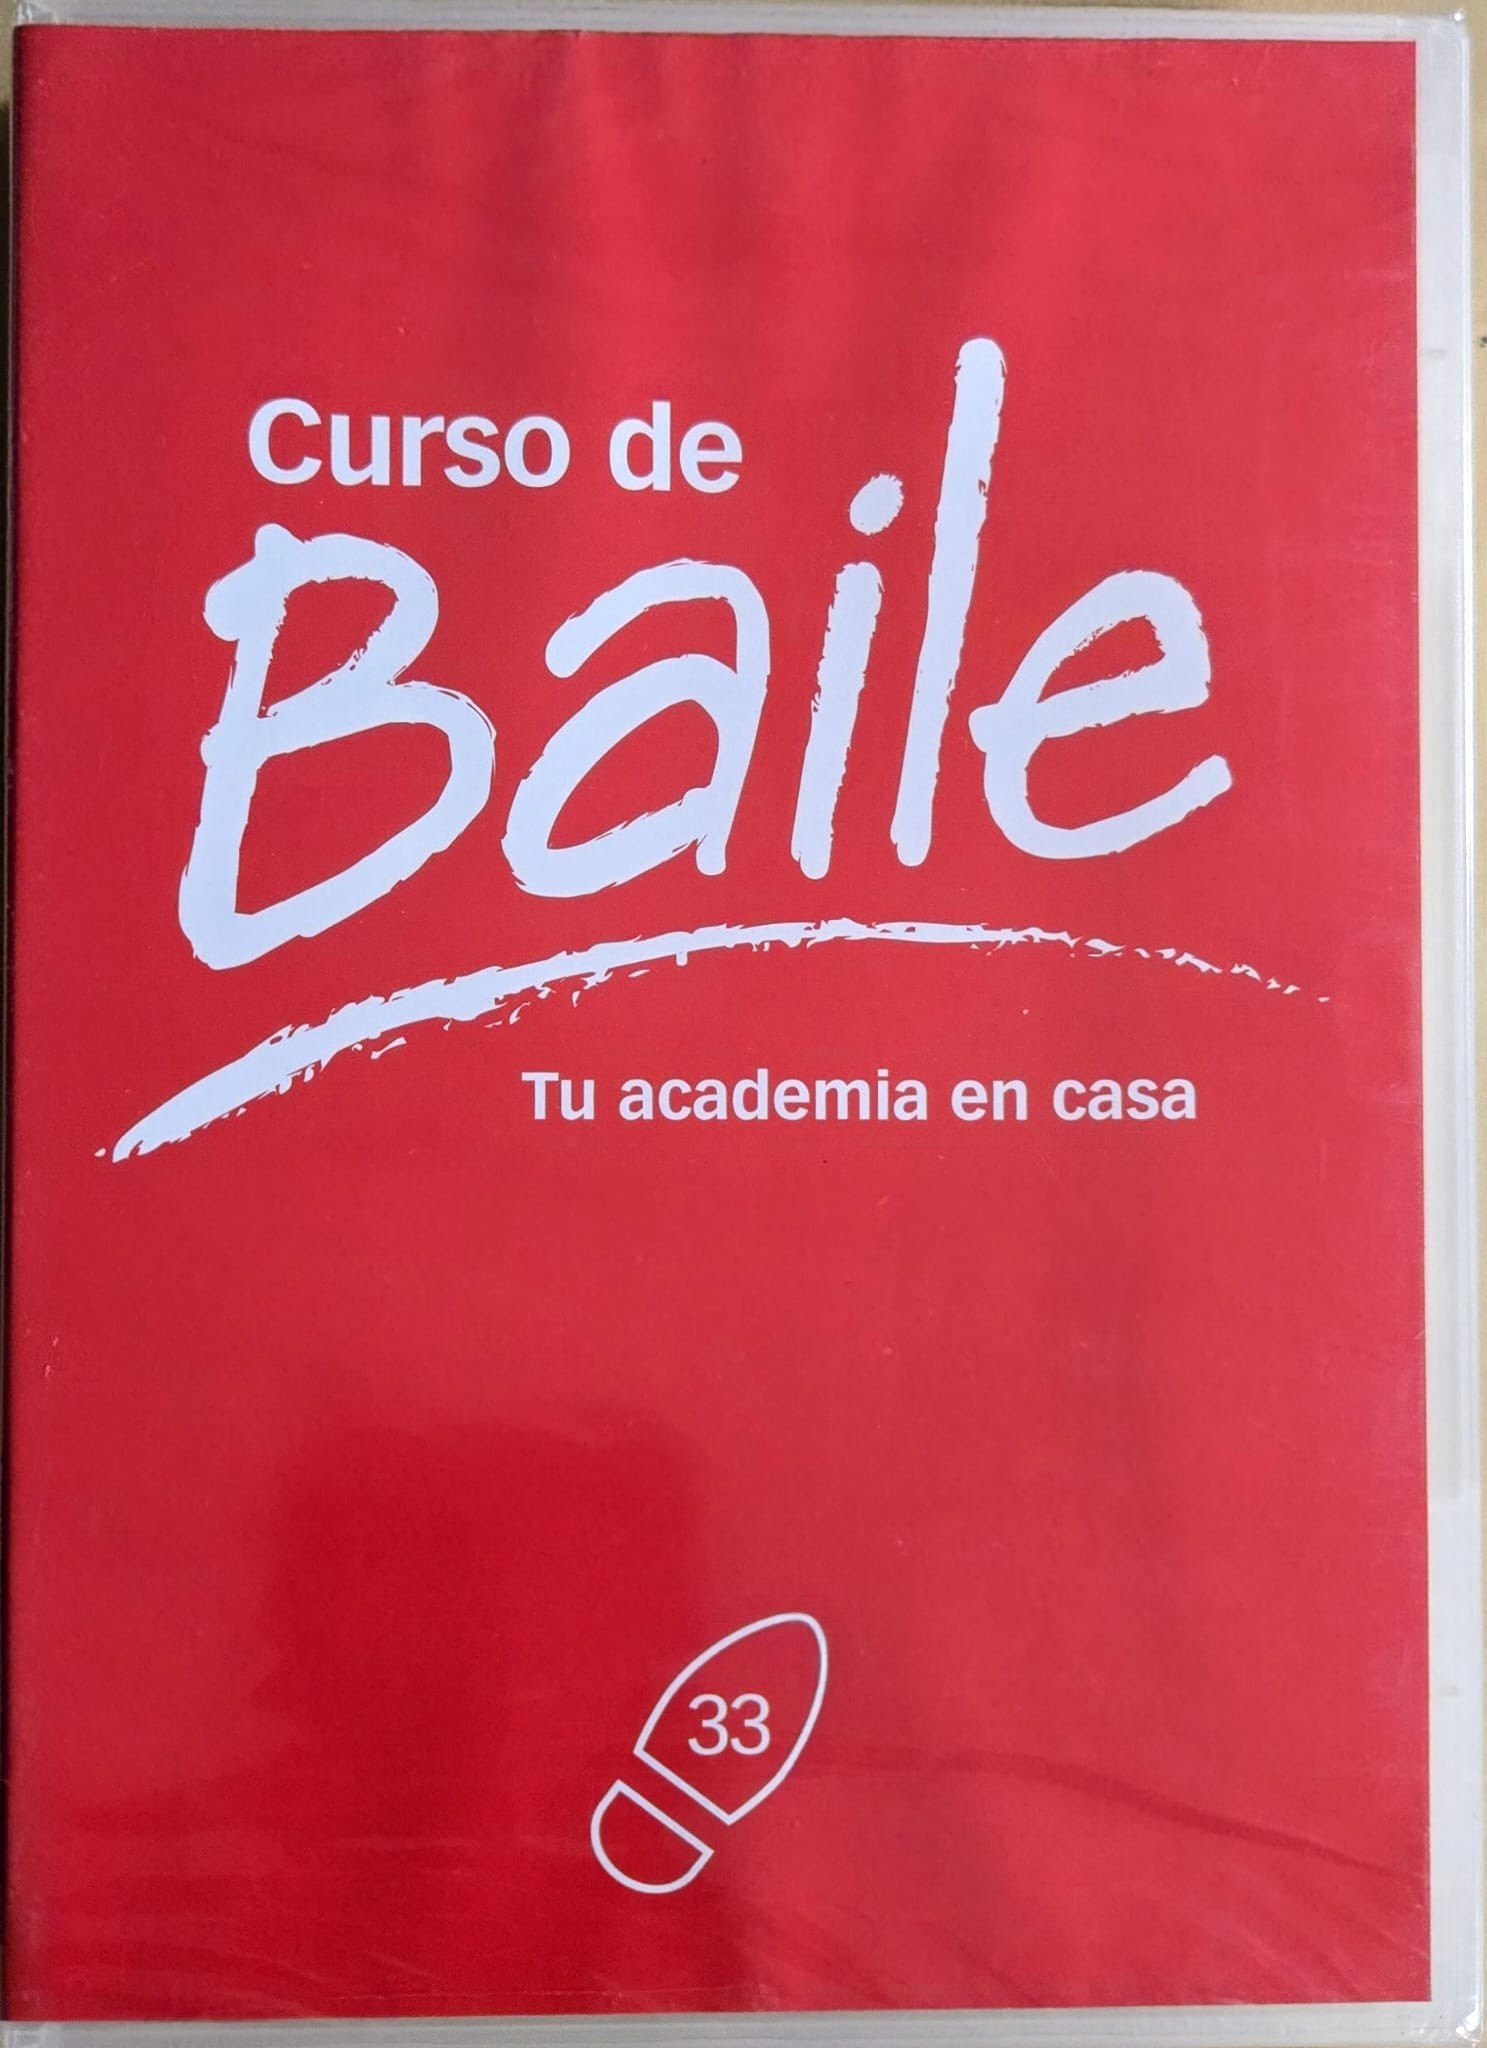 Curso de
Baile
Tu academia en casa
33